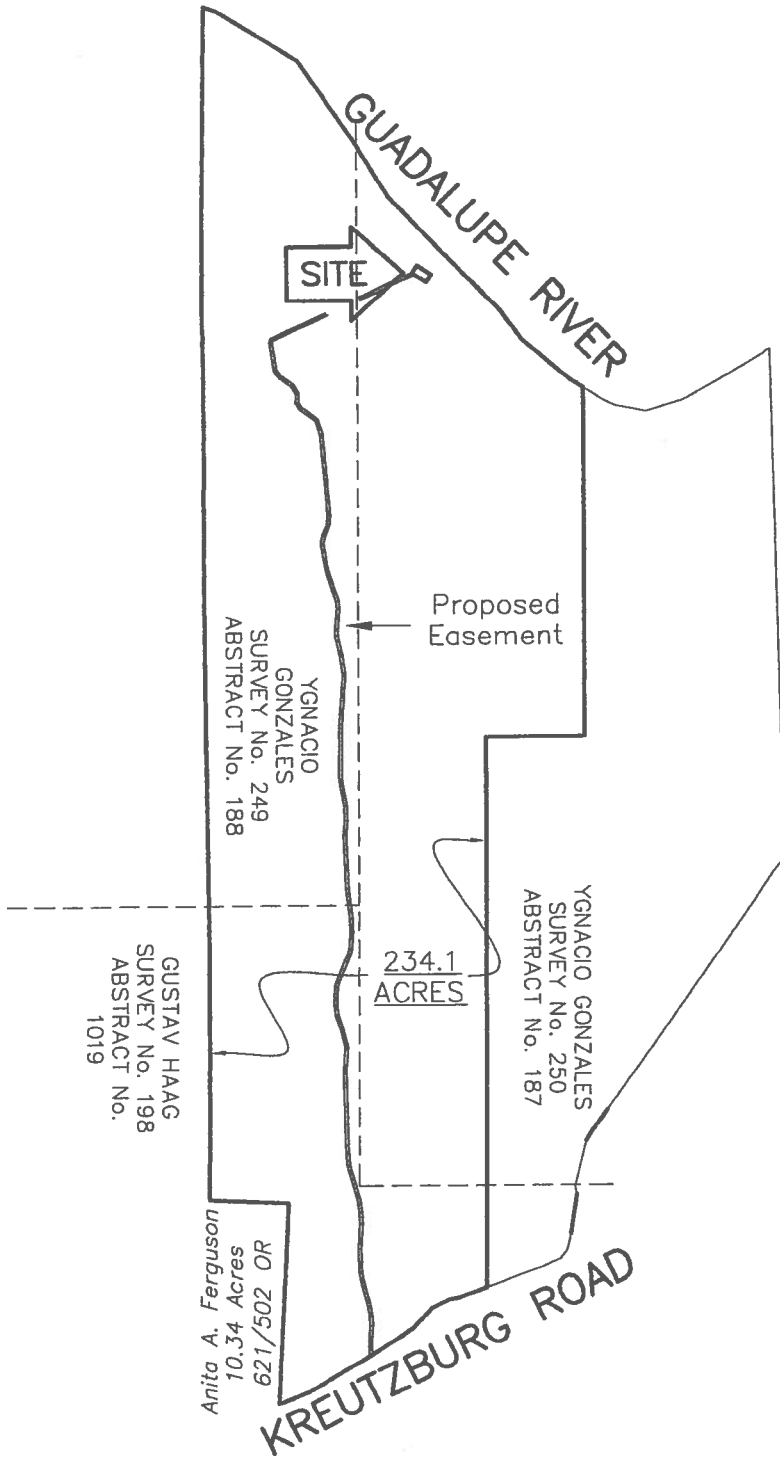 GUADALUPE RIVER
SITE
Proposed
Easement
YGNACIO
GONZALES
SURVEY No. 249
ABSTRACT No. 188
YGNACIO GONZALES
SURVEY No. 250
ABSTRACT No. 187
234.1
ACRES
GUSTAV HAAG
SURVEY No. 198
ABSTRACT No.
1019
Anita A. Ferguson
10.34 Acres
621/502 OR
KREUTZBURG ROAD